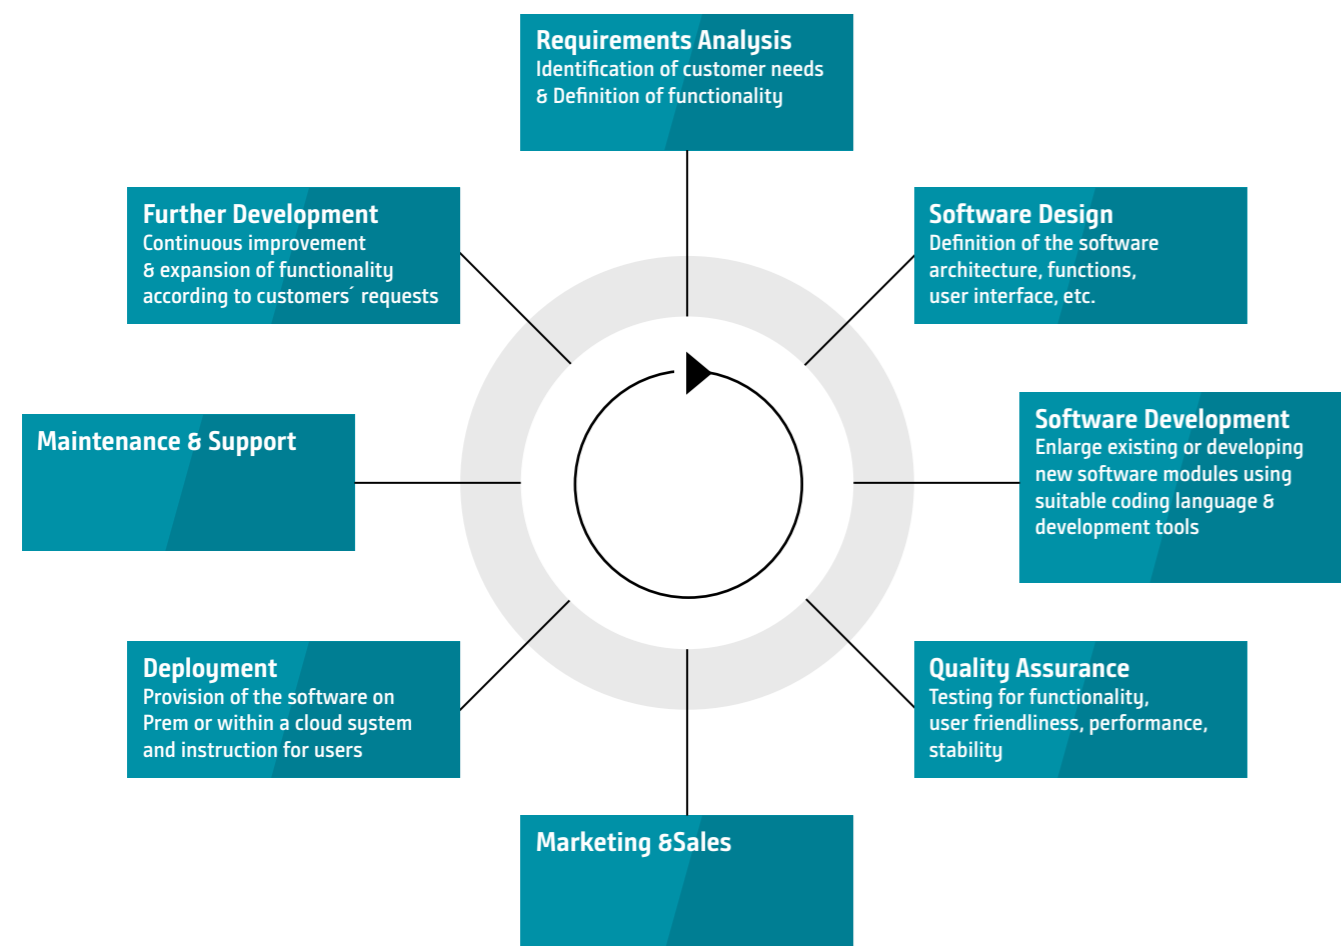 Requirements Analysis
Identification of customer needs
& Definition of functionality
Software Design
Definition of the software
architecture, functions,
user interface, etc.
Software Development
Enlarge existing or developing
new software modules using
suitable coding language &
development tools
Quality Assurance
Testing for functionality,
user friendliness, performance,
stability
Marketing &Sales
Deployment
Provision of the software on
Prem or within a cloud system
and instruction for users
Maintenance & Support
Further Development
Continuous improvement
& expansion of functionality
according to customers´ requests